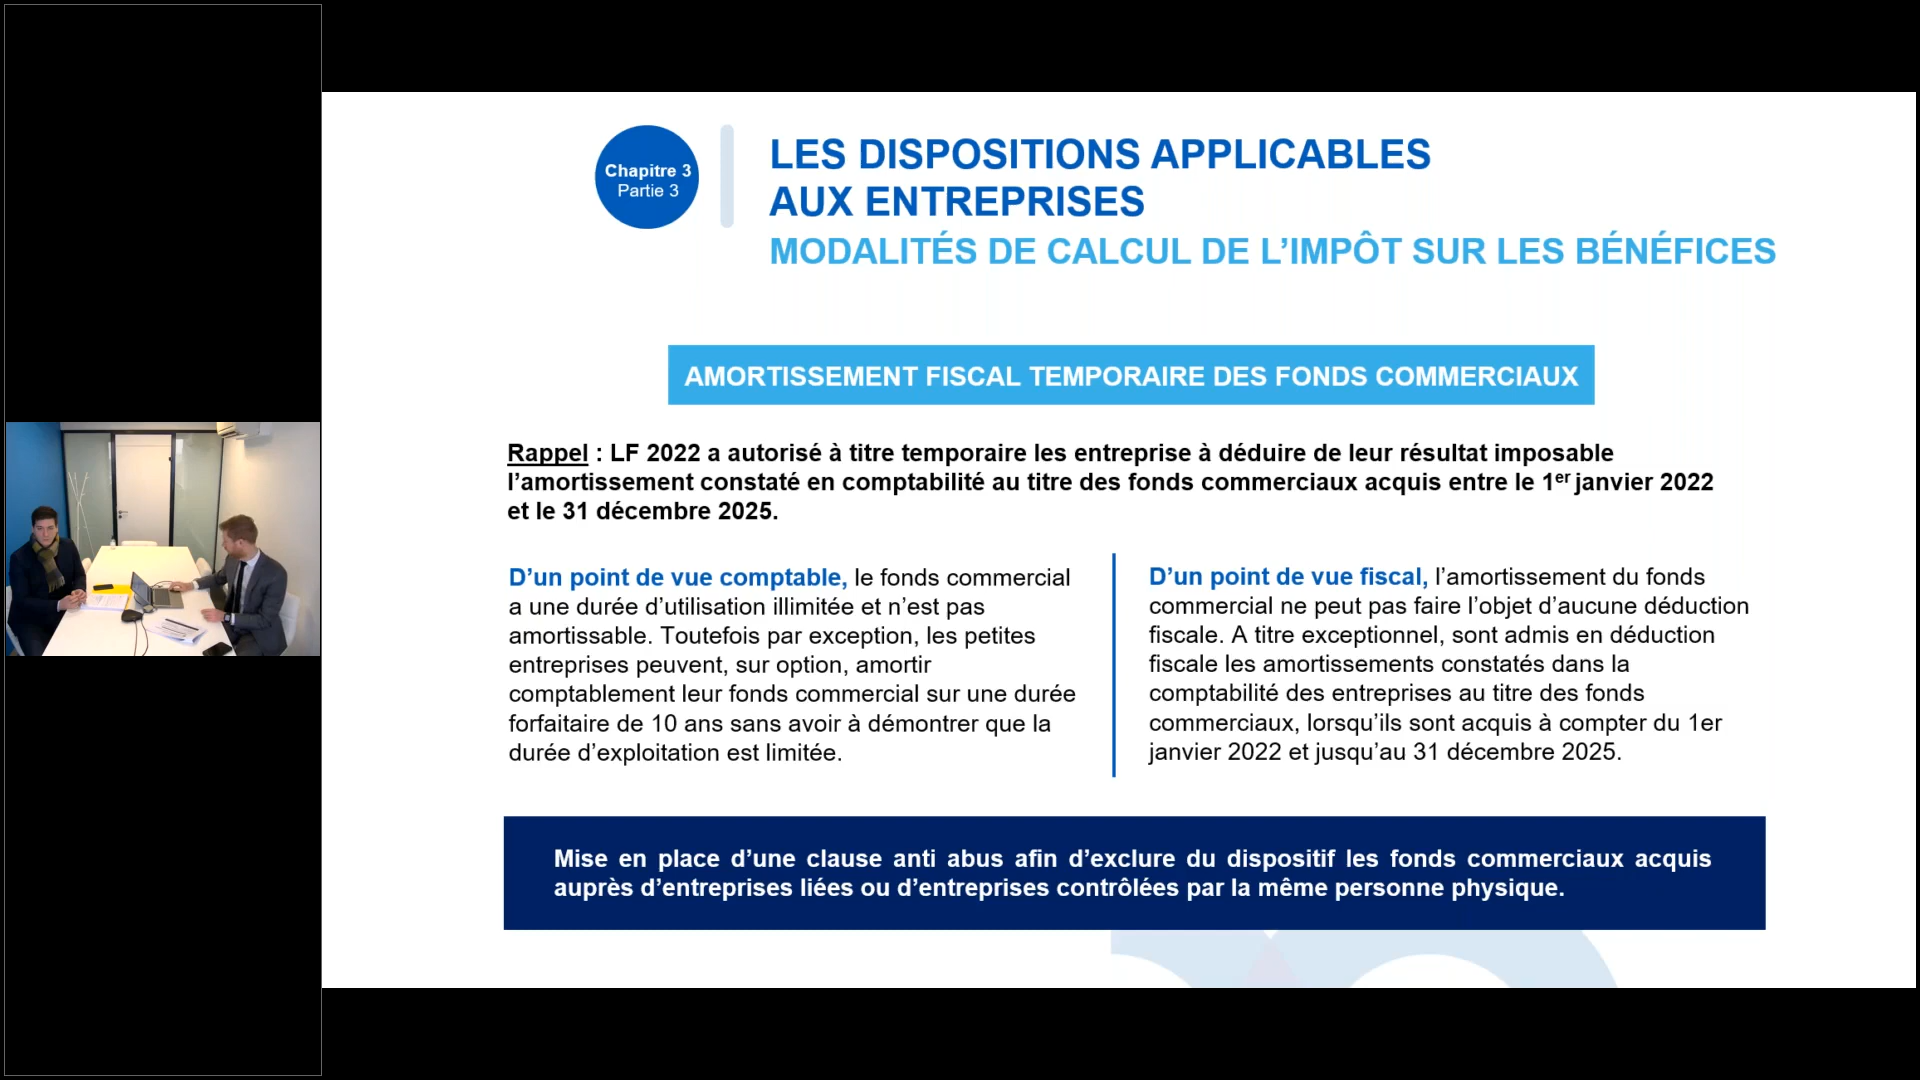 Chapitre 3
Partie 3
LES DISPOSITIONS APPLICABLES
AUX ENTREPRISES
MODALITÉS DE CALCUL DE L’IMPÔT SUR LES BÉNÉFICES
AMORTISSEMENT FISCAL TEMPORAIRE DES FONDS COMMERCIAUX
Rappel : LF 2022 a autorisé à titre temporaire les entreprise à déduire de leur résultat imposable
l’amortissement constaté en comptabilité au titre des fonds commerciaux acquis entre le 1er janvier 2022
et le 31 décembre 2025.
D’un point de vue comptable, le fonds commercial
a une durée d’utilisation illimitée et n’est pas
amortissable. Toutefois par exception, les petites
entreprises peuvent, sur option, amortir
comptablement leur fonds commercial sur une durée
forfaitaire de 10 ans sans avoir à démontrer que la
durée d’exploitation est limitée.
D’un point de vue fiscal, l’amortissement du fonds
commercial ne peut pas faire l’objet d’aucune déduction
fiscale. A titre exceptionnel, sont admis en déduction
fiscale les amortissements constatés dans la
comptabilité des entreprises au titre des fonds
commerciaux, lorsqu’ils sont acquis à compter du 1er
janvier 2022 et jusqu’au 31 décembre 2025.
Mise en place d’une clause anti abus afin d’exclure du dispositif les fonds commerciaux acquis
auprès d’entreprises liées ou d’entreprises contrôlées par la même personne physique.